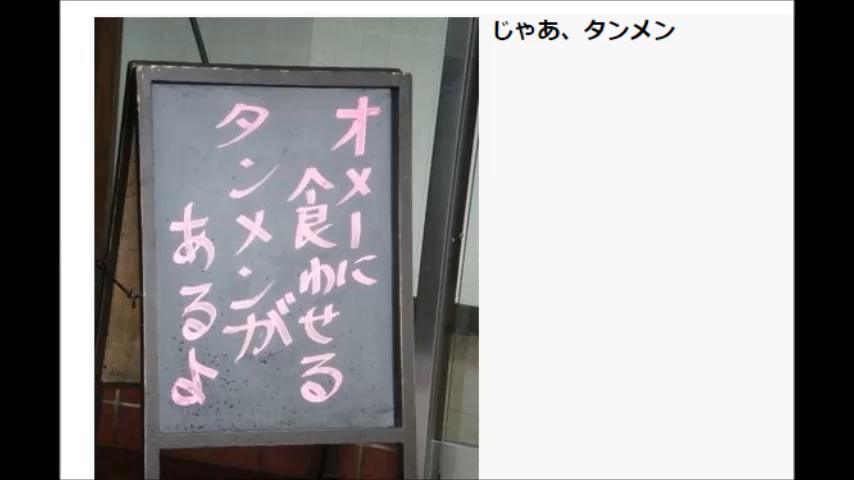 じゃあ、タンメン
オメーに
食わせる
タンメンが
あるよ